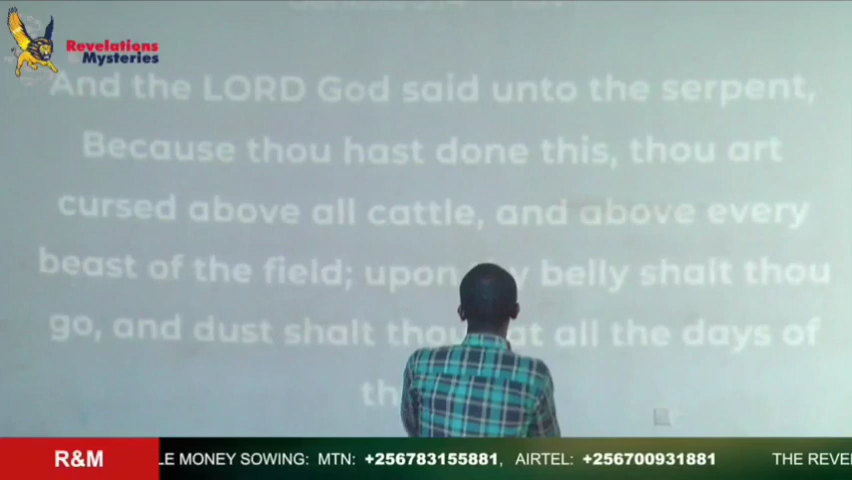 Revelations
Mysteries
And the LORD God said unto the serpent,
Because thou hast done this, thou art
cursed above all cattle, and above every
beast of the field; upon belly shalt thou
go, and dust shalt thou at all the days of
th
R&M
LE MONEY SOWING: MTN: +256783155881, AIRTEL: +256700931881 THE REVE